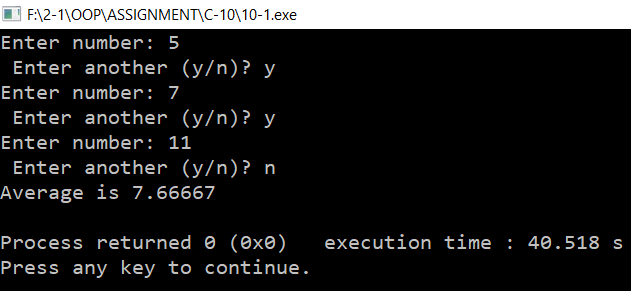 F:\2-1\OOP\ASSIGNMENT\C-10\10-1.exe
Enter number: 5
 Enter another (y/n)? y
Enter number: 7
 Enter another (y/n)? y
Enter number: 11
 Enter another (y/n)? n
Average is 7.66667

Process returned 0 (0x0)   execution time : 40.518 s
Press any key to continue.